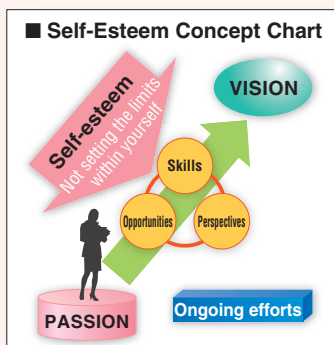 ■ Self-Esteem Concept Chart
Self-esteem
Not setting the limits
within yourself
VISION
Skills
Opportunities
Perspectives
PASSION
Ongoing efforts